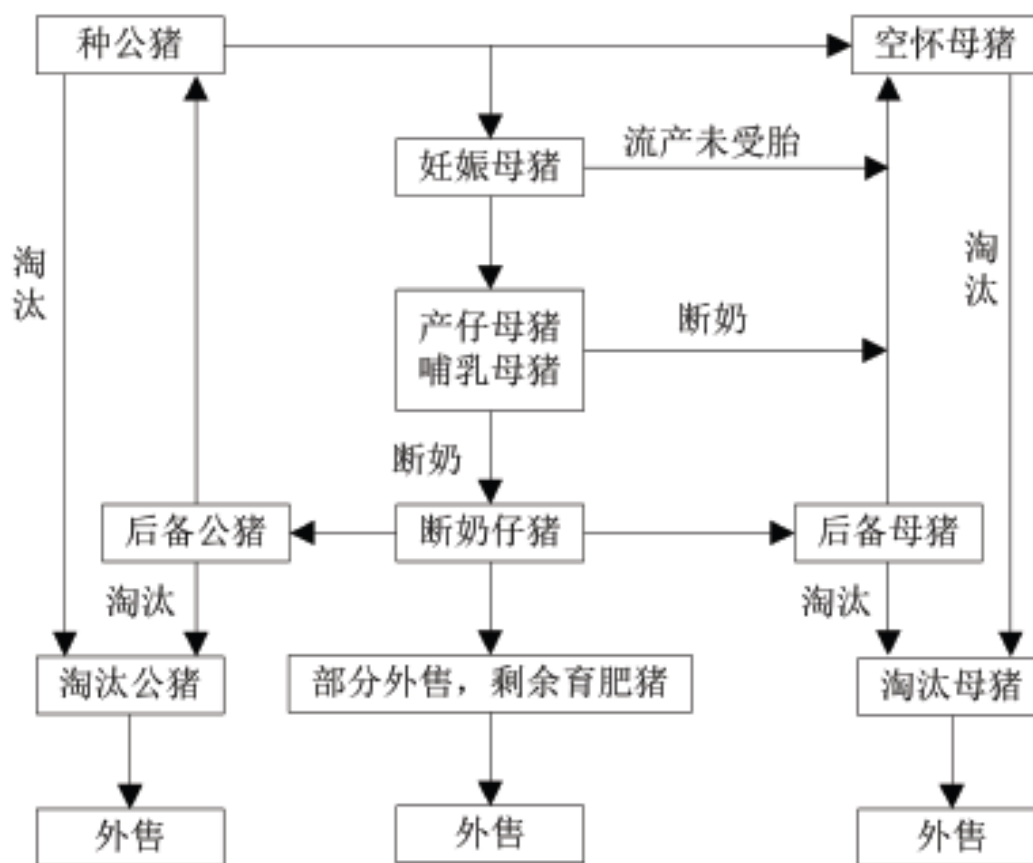 种公猪
空怀母猪
妊娠母猪
流产未受胎
淘汰
淘汰
产仔母猪
哺乳母猪
断奶
断奶
后备公猪
断奶仔猪
后备母猪
淘汰
淘汰
淘汰公猪
部分外售，剩余育肥猪
淘汰母猪
外售
外售
外售